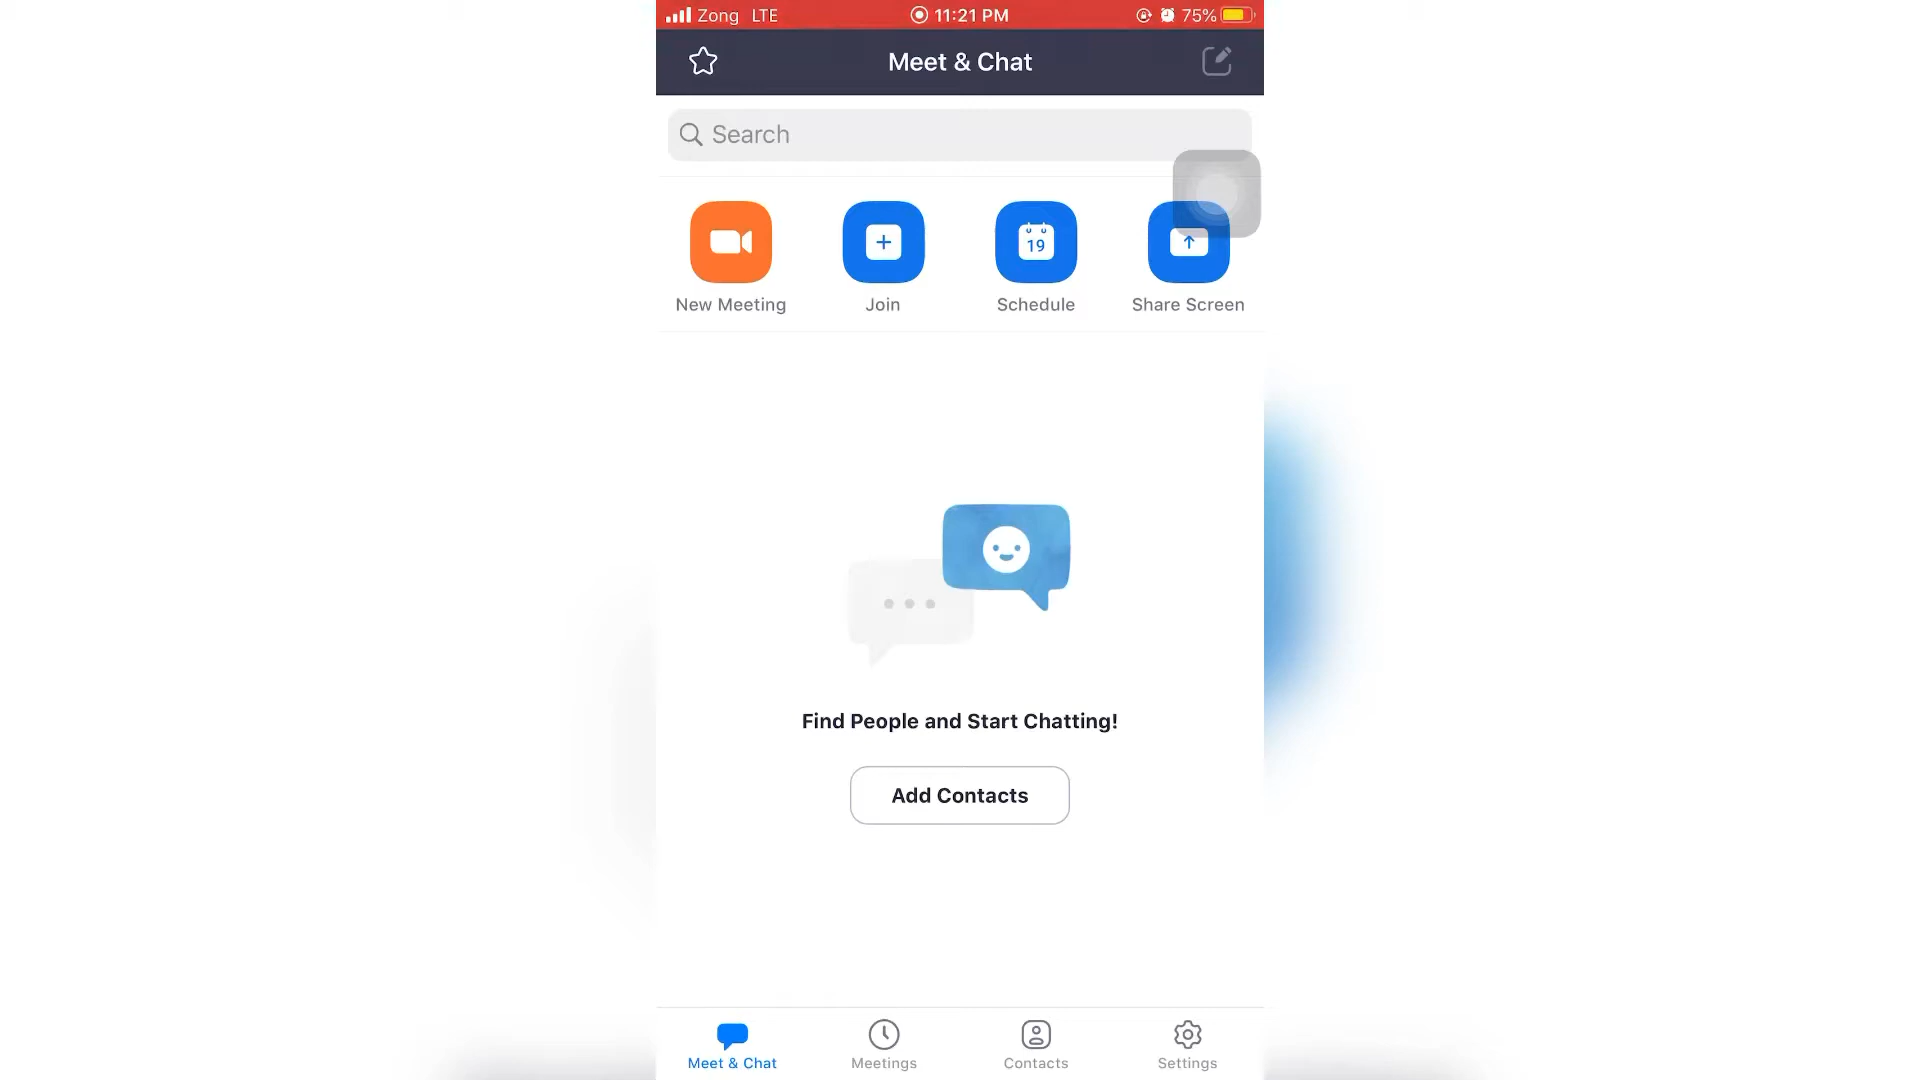 Zong LTE 11:21 PM 75%
Meet & Chat
Search
19
New Meeting Join Schedule Share Screen
Find People and Start Chatting!
Add Contacts
Meet & Chat Meetings Contacts Settings